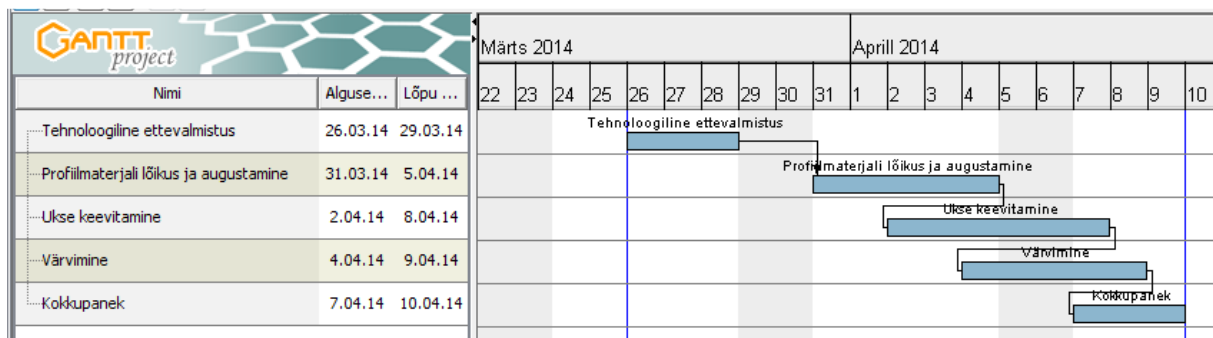 GANTT
project
Märts 2014
Aprill 2014
Nimi
Alguse...
Lõpu ...
22 23 24 25 26 27 28 29 30 31 1 2 3 4 5 6 7 8 9 10
Tehnoloogiline ettevalmistus 26.03.14 29.03.14
Tehnoloogiline ettevalmistus
Profiilmaterjali lõikus ja augustamine 31.03.14 5.04.14
Profiilmaterjali lõikus ja augustamine
Ukse keevitamine 2.04.14 8.04.14
Ukse keevitamine
Värvimine 4.04.14 9.04.14
Värvimine
Kokkupanek 7.04.14 10.04.14
Kokkupanek